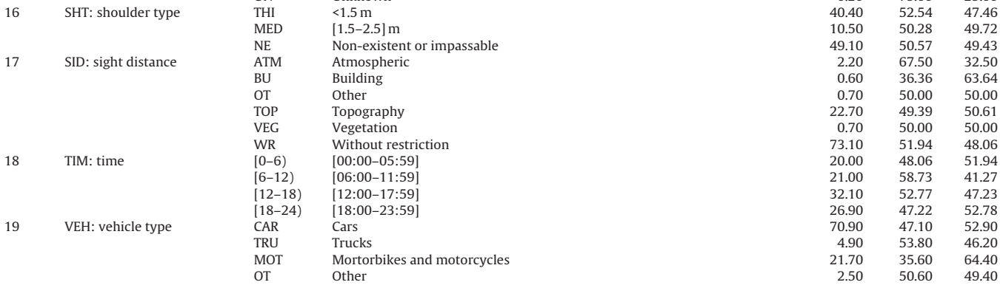 16 SHT: shoulder type THI <1.5 m 40.40 52.54 47.46
MED [1.5–2.5] m 10.50 50.28 49.72
NE Non-existent or impassable 49.10 50.57 49.43
17 SID: sight distance ATM Atmospheric 2.20 67.50 32.50
BU Building 0.60 36.36 63.64
OT Other 0.70 50.00 50.00
TOP Topography 22.70 49.39 50.61
VEG Vegetation 0.70 50.00 50.00
WR Without restriction 73.10 51.94 48.06
18 TIM: time [0–6) [00:00–05:59] 20.00 48.06 51.94
[6–12) [06:00–11:59] 21.00 58.73 41.27
[12–18) [12:00–17:59] 32.10 52.77 47.23
[18–24) [18:00–23:59] 26.90 47.22 52.78
19 VEH: vehicle type CAR Cars 70.90 47.10 52.90
TRU Trucks 4.90 53.80 46.20
MOT Mortorbikes and motorcycles 21.70 35.60 64.40
OT Other 2.50 50.60 49.40